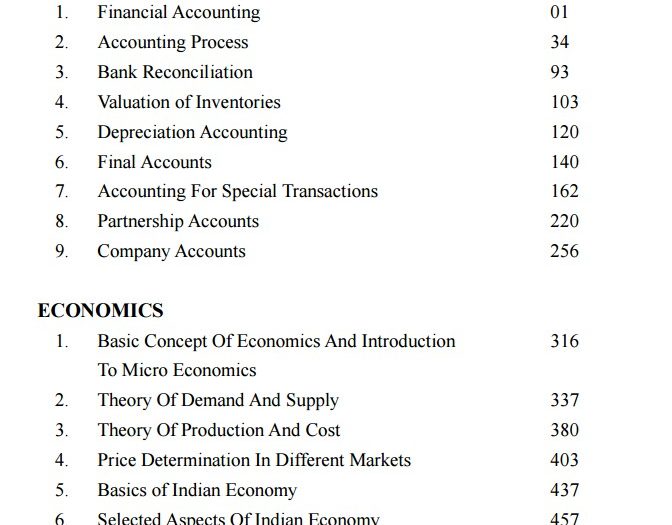 1. Financial Accounting 01
2. Accounting Process 34
3. Bank Reconciliation 93
4. Valuation of Inventories 103
5. Depreciation Accounting 120
6. Final Accounts 140
7. Accounting For Special Transactions 162
8. Partnership Accounts 220
9. Company Accounts 256
ECONOMICS
1. Basic Concept Of Economics And Introduction 316
To Micro Economics
2. Theory Of Demand And Supply 337
3. Theory Of Production And Cost 380
4. Price Determination In Different Markets 403
5. Basics of Indian Economy 437
6. Selected Aspects Of Indian Economy 457